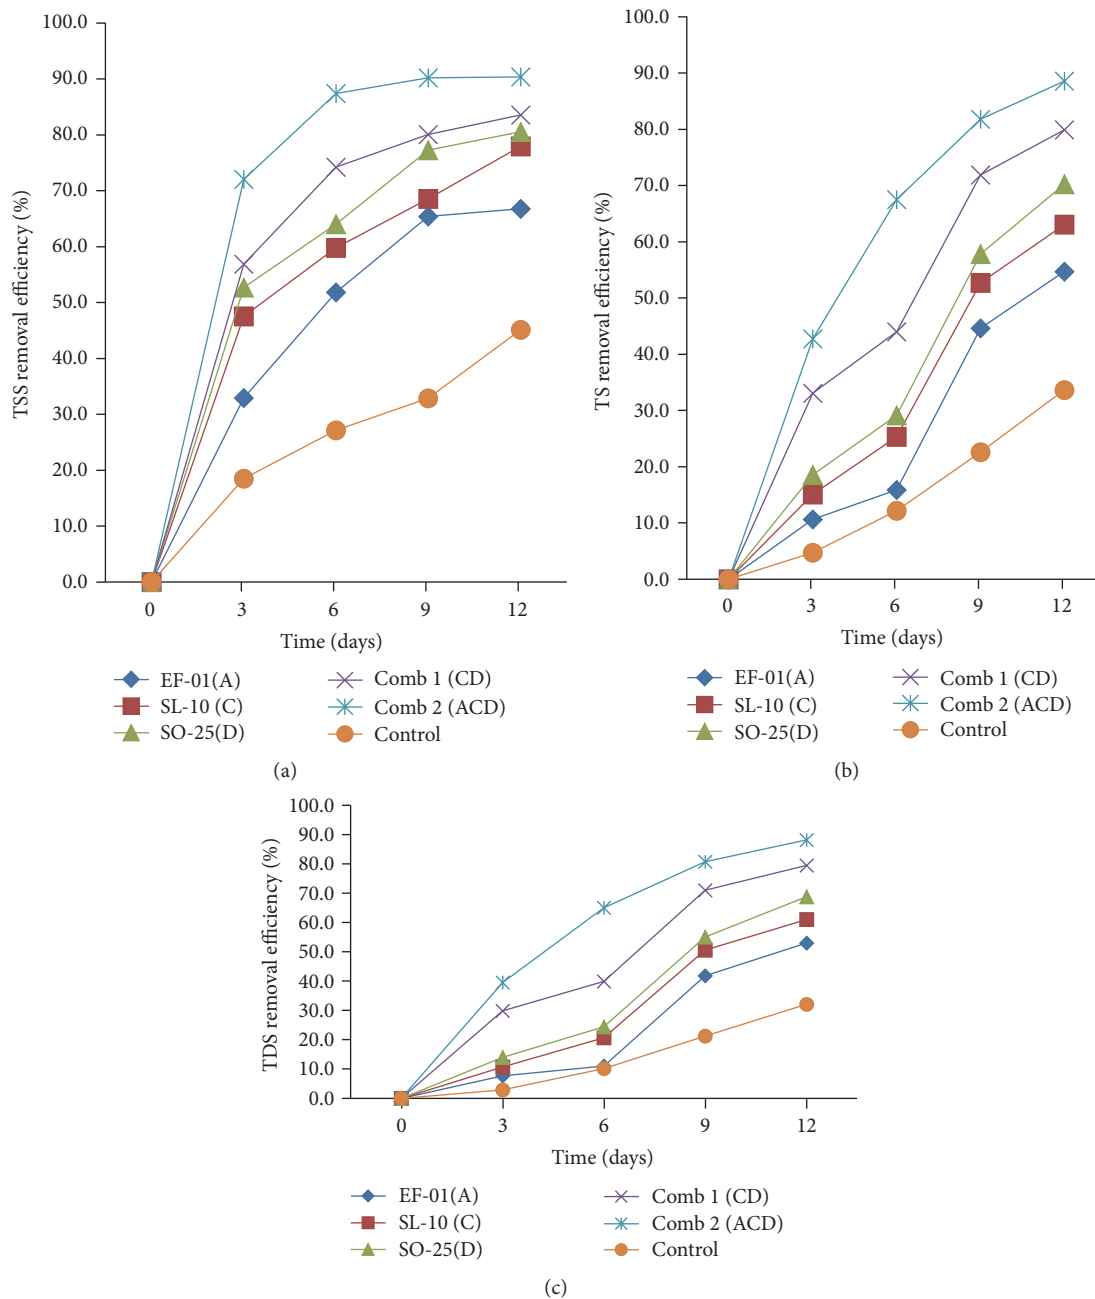 100.0
90.0
80.0
70.0
60.0
50.0
40.0
30.0
20.0
10.0
0.0
TSS removal efficiency (%)
0 3 6 9 12
Time (days)
EF-01(A)
SL-10 (C)
SO-25(D)
Comb 1 (CD)
Comb 2 (ACD)
Control
(a)
100.0
90.0
80.0
70.0
60.0
50.0
40.0
30.0
20.0
10.0
0.0
TS removal efficiency (%)
0 3 6 9 12
Time (days)
EF-01(A)
SL-10 (C)
SO-25(D)
Comb 1 (CD)
Comb 2 (ACD)
Control
(b)
100.0
90.0
80.0
70.0
60.0
50.0
40.0
30.0
20.0
10.0
0.0
TDS removal efficiency (%)
0 3 6 9 12
Time (days)
EF-01(A)
SL-10 (C)
SO-25(D)
Comb 1 (CD)
Comb 2 (ACD)
Control
(c)